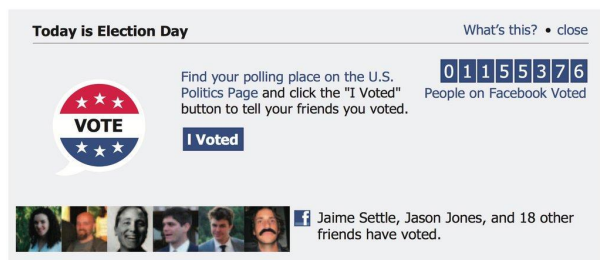 Today is Election Day
What's this? • close
Find your polling place on the U.S.
Politics Page and click the "I Voted"
button to tell your friends you voted.
01155376
People on Facebook Voted
VOTE
I Voted
f Jaime Settle, Jason Jones, and 18 other
friends have voted.